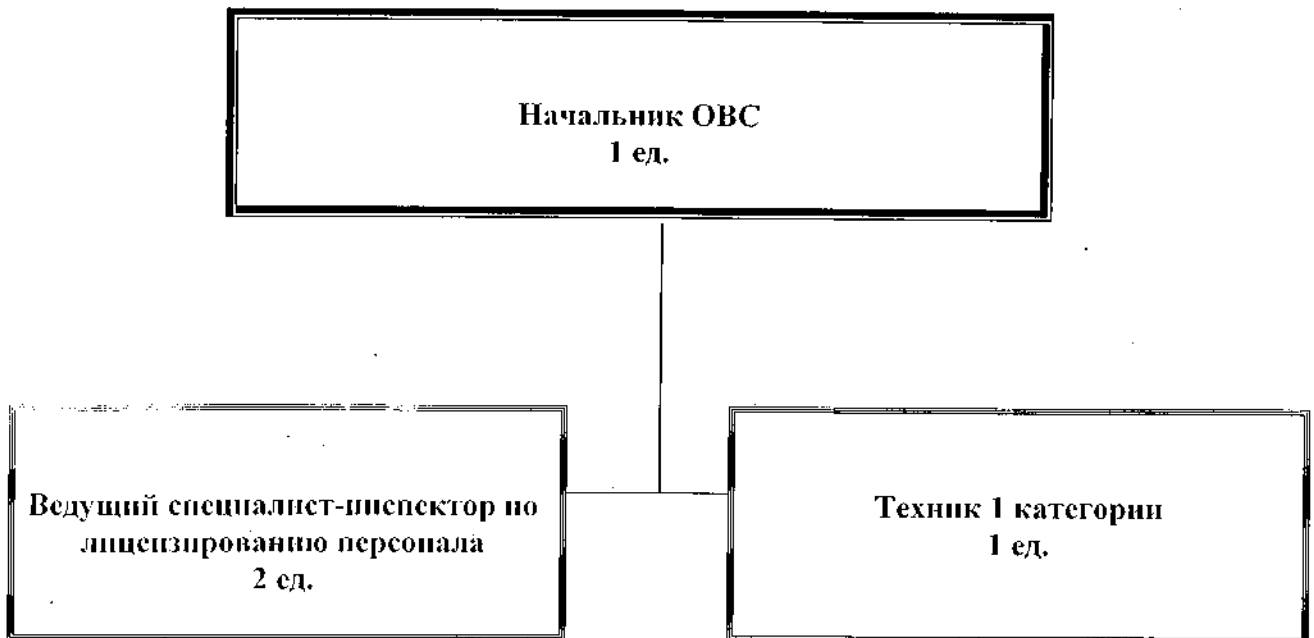 Начальник ОВС
1 ед.
Ведущий специалист-инспектор по
лицензированию персонала
2 ед.
Техник 1 категории
1 ед.